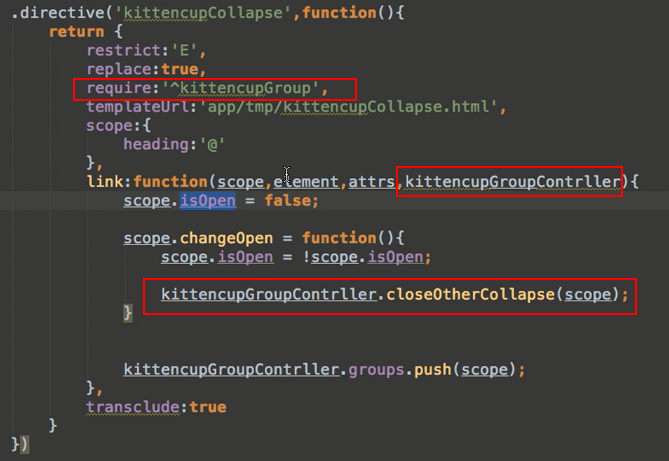 .directive('kittencupCollapse',function(){
    return {
        restrict:'E',
        replace:true,
        require:'^kittencupGroup',
        templateUrl:'app/tmp/kittencupCollapse.html',
        scope:{
            heading:'@'
        },
        link:function(scope,element,attrs,kittencupGroupContrller){
            scope.isOpen = false;
            scope.changeOpen = function(){
                scope.isOpen = !scope.isOpen;
                kittencupGroupContrller.closeOtherCollapse(scope);
            }
            kittencupGroupContrller.groups.push(scope);
        },
        transclude:true
    }
})